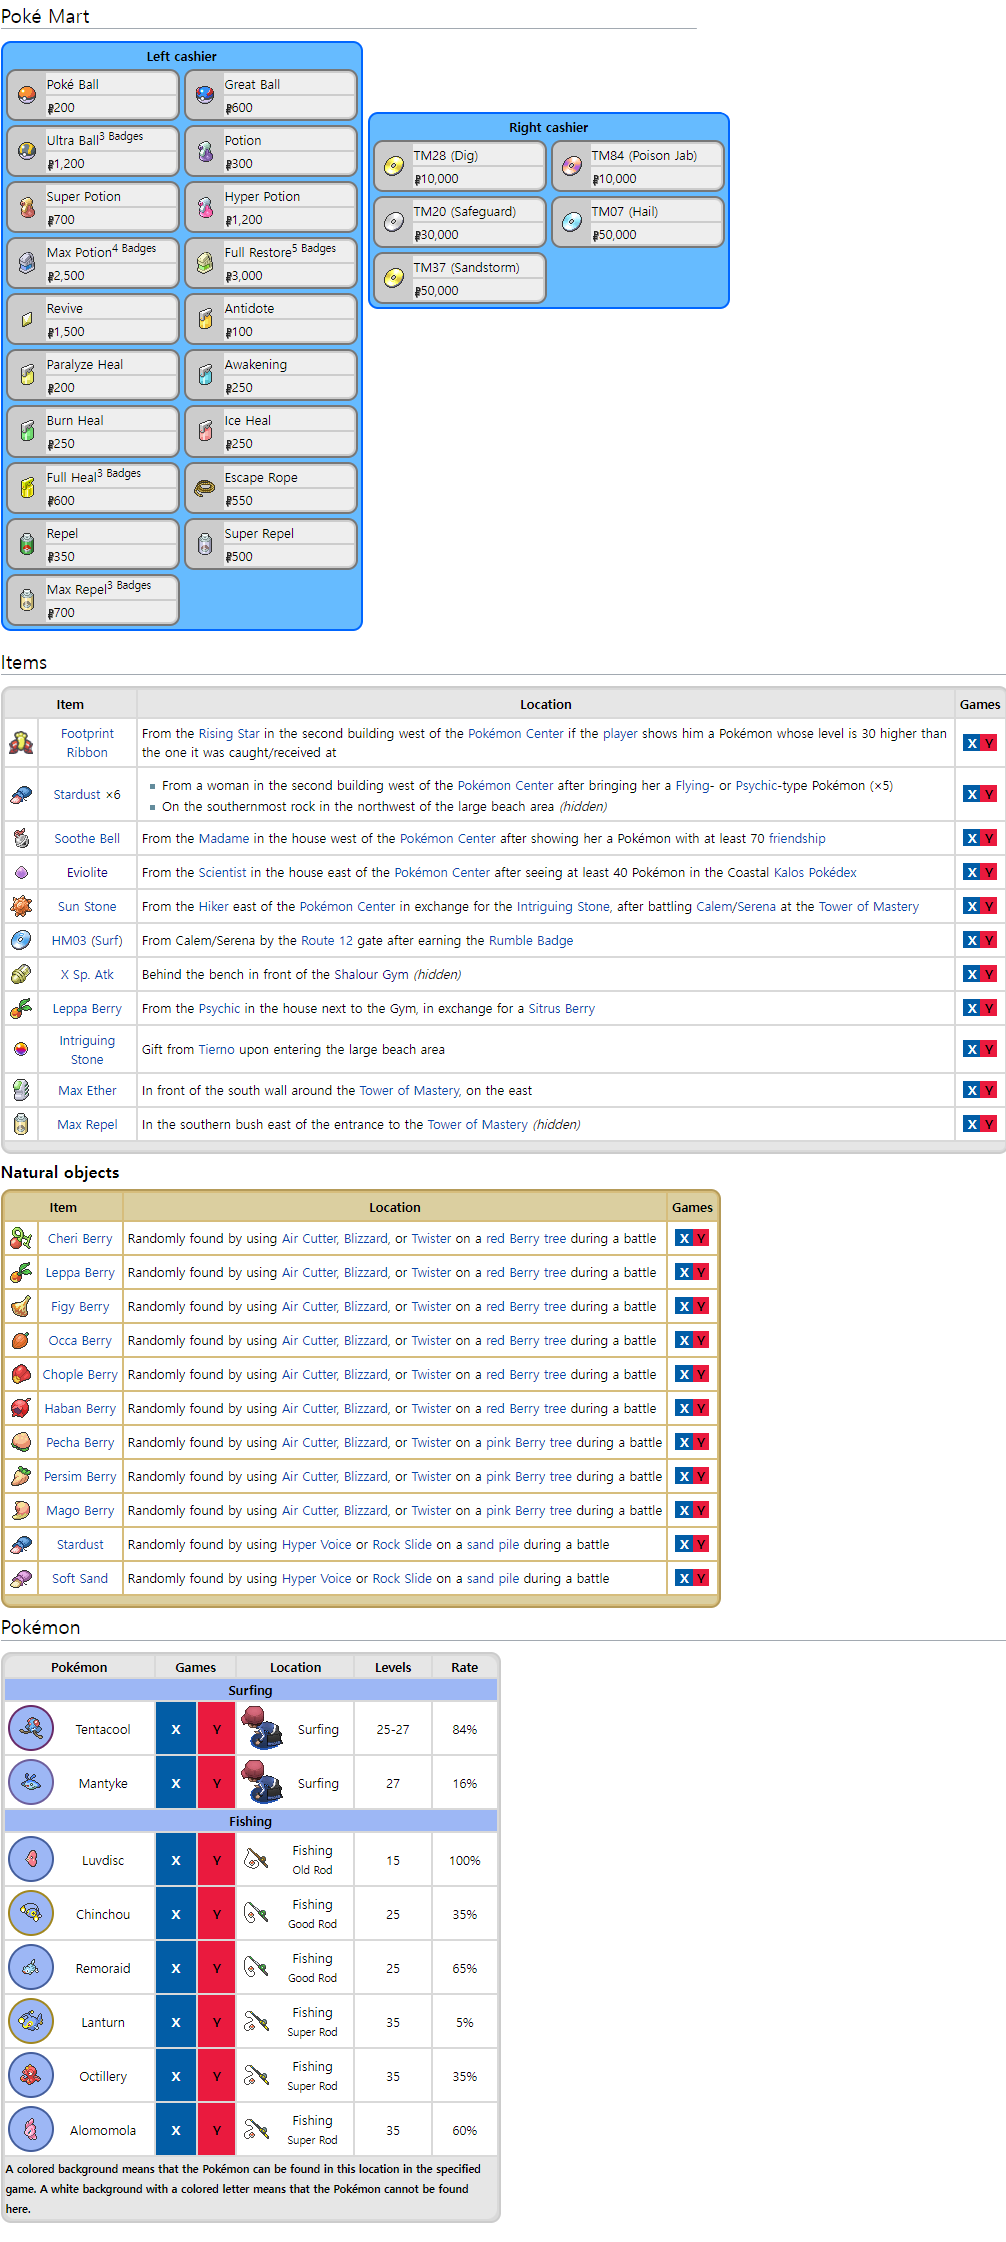 Poké Mart
Left cashier
Poké Ball
₽200
Great Ball
₽600
Ultra Ball3 Badges
₽1,200
Potion
₽300
Super Potion
₽700
Hyper Potion
₽1,200
Max Potion4 Badges
₽2,500
Full Restore5 Badges
₽3,000
Revive
₽1,500
Antidote
₽100
Paralyze Heal
₽200
Awakening
₽250
Burn Heal
₽250
Ice Heal
₽250
Full Heal3 Badges
₽600
Escape Rope
₽550
Repel
₽350
Super Repel
₽500
Max Repel3 Badges
₽700
Right cashier
TM28 (Dig)
₽10,000
TM84 (Poison Jab)
₽10,000
TM20 (Safeguard)
₽30,000
TM07 (Hail)
₽50,000
TM37 (Sandstorm)
₽50,000
Items
Item Location Games
Footprint
Ribbon
From the Rising Star in the second building west of the Pokémon Center if the player shows him a Pokémon whose level is 30 higher than
the one it was caught/received at
X Y
Stardust ×6
From a woman in the second building west of the Pokémon Center after bringing her a Flying- or Psychic-type Pokémon (×5)
On the southernmost rock in the northwest of the large beach area (hidden)
X Y
Soothe Bell From the Madame in the house west of the Pokémon Center after showing her a Pokémon with at least 70 friendship X Y
Eviolite From the Scientist in the house east of the Pokémon Center after seeing at least 40 Pokémon in the Coastal Kalos Pokédex X Y
Sun Stone From the Hiker east of the Pokémon Center in exchange for the Intriguing Stone, after battling Calem/Serena at the Tower of Mastery X Y
HM03 (Surf) From Calem/Serena by the Route 12 gate after earning the Rumble Badge X Y
X Sp. Atk Behind the bench in front of the Shalour Gym (hidden) X Y
Leppa Berry From the Psychic in the house next to the Gym, in exchange for a Sitrus Berry X Y
Intriguing
Stone
Gift from Tierno upon entering the large beach area X Y
Max Ether In front of the south wall around the Tower of Mastery, on the east X Y
Max Repel In the southern bush east of the entrance to the Tower of Mastery (hidden) X Y
Natural objects
Item Location Games
Cheri Berry Randomly found by using Air Cutter, Blizzard, or Twister on a red Berry tree during a battle X Y
Leppa Berry Randomly found by using Air Cutter, Blizzard, or Twister on a red Berry tree during a battle X Y
Figy Berry Randomly found by using Air Cutter, Blizzard, or Twister on a red Berry tree during a battle X Y
Occa Berry Randomly found by using Air Cutter, Blizzard, or Twister on a red Berry tree during a battle X Y
Chople Berry Randomly found by using Air Cutter, Blizzard, or Twister on a red Berry tree during a battle X Y
Haban Berry Randomly found by using Air Cutter, Blizzard, or Twister on a red Berry tree during a battle X Y
Pecha Berry Randomly found by using Air Cutter, Blizzard, or Twister on a pink Berry tree during a battle X Y
Persim Berry Randomly found by using Air Cutter, Blizzard, or Twister on a pink Berry tree during a battle X Y
Mago Berry Randomly found by using Air Cutter, Blizzard, or Twister on a pink Berry tree during a battle X Y
Stardust Randomly found by using Hyper Voice or Rock Slide on a sand pile during a battle X Y
Soft Sand Randomly found by using Hyper Voice or Rock Slide on a sand pile during a battle X Y
Pokémon
Pokémon Games Location Levels Rate
Surfing
Tentacool X Y Surfing 25-27 84%
Mantyke X Y Surfing 27 16%
Fishing
Luvdisc X Y Fishing
Old Rod
15 100%
Chinchou X Y Fishing
Good Rod
25 35%
Remoraid X Y Fishing
Good Rod
25 65%
Lanturn X Y Fishing
Super Rod
35 5%
Octillery X Y Fishing
Super Rod
35 35%
Alomomola X Y Fishing
Super Rod
35 60%
A colored background means that the Pokémon can be found in this location in the specified
game. A white background with a colored letter means that the Pokémon cannot be found
here.